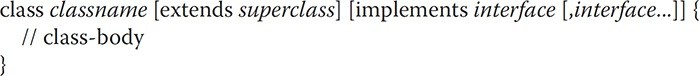 class classname [extends superclass] [implements interface [,interface...]] {
// class-body
}